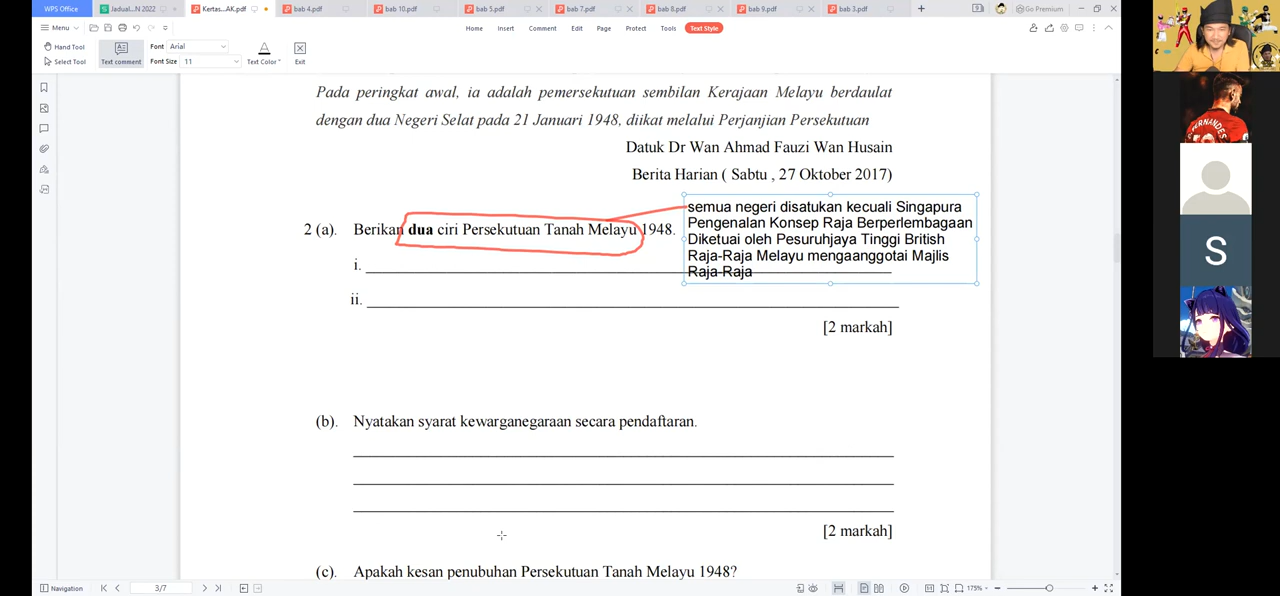 WPS Office
Jadual...N 2022
Kertas...AK.pdf
bab 4.pdf
bab 10.pdf
bab 5.pdf
bab 7.pdf
bab 8.pdf
bab 9.pdf
bab 3.pdf
Go Premium
Menu
Home
Insert
Comment
Edit
Page
Protect
Tools
Text Style
Hand Tool
Select Tool
Text comment
Font Arial
Font Size 11
Text Color
Exit
Pada peringkat awal, ia adalah pemersekutuan sembilan Kerajaan Melayu berdaulat
dengan dua Negeri Selat pada 21 Januari 1948, diikat melalui Perjanjian Persekutuan
Datuk Dr Wan Ahmad Fauzi Wan Husain
Berita Harian ( Sabtu , 27 Oktober 2017)
2 (a). Berikan dua ciri Persekutuan Tanah Melayu 1948.
semua negeri disatukan kecuali Singapura
Pengenalan Konsep Raja Berperlembagaan
Diketuai oleh Pesuruhjaya Tinggi British
Raja-Raja Melayu mengaanggotai Majlis
Raja-Raja
i.
ii.
[2 markah]
(b). Nyatakan syarat kewarganegaraan secara pendaftaran.
[2 markah]
(c). Apakah kesan penubuhan Persekutuan Tanah Melayu 1948?
Navigation
3/7
175%
FERNANDES
S